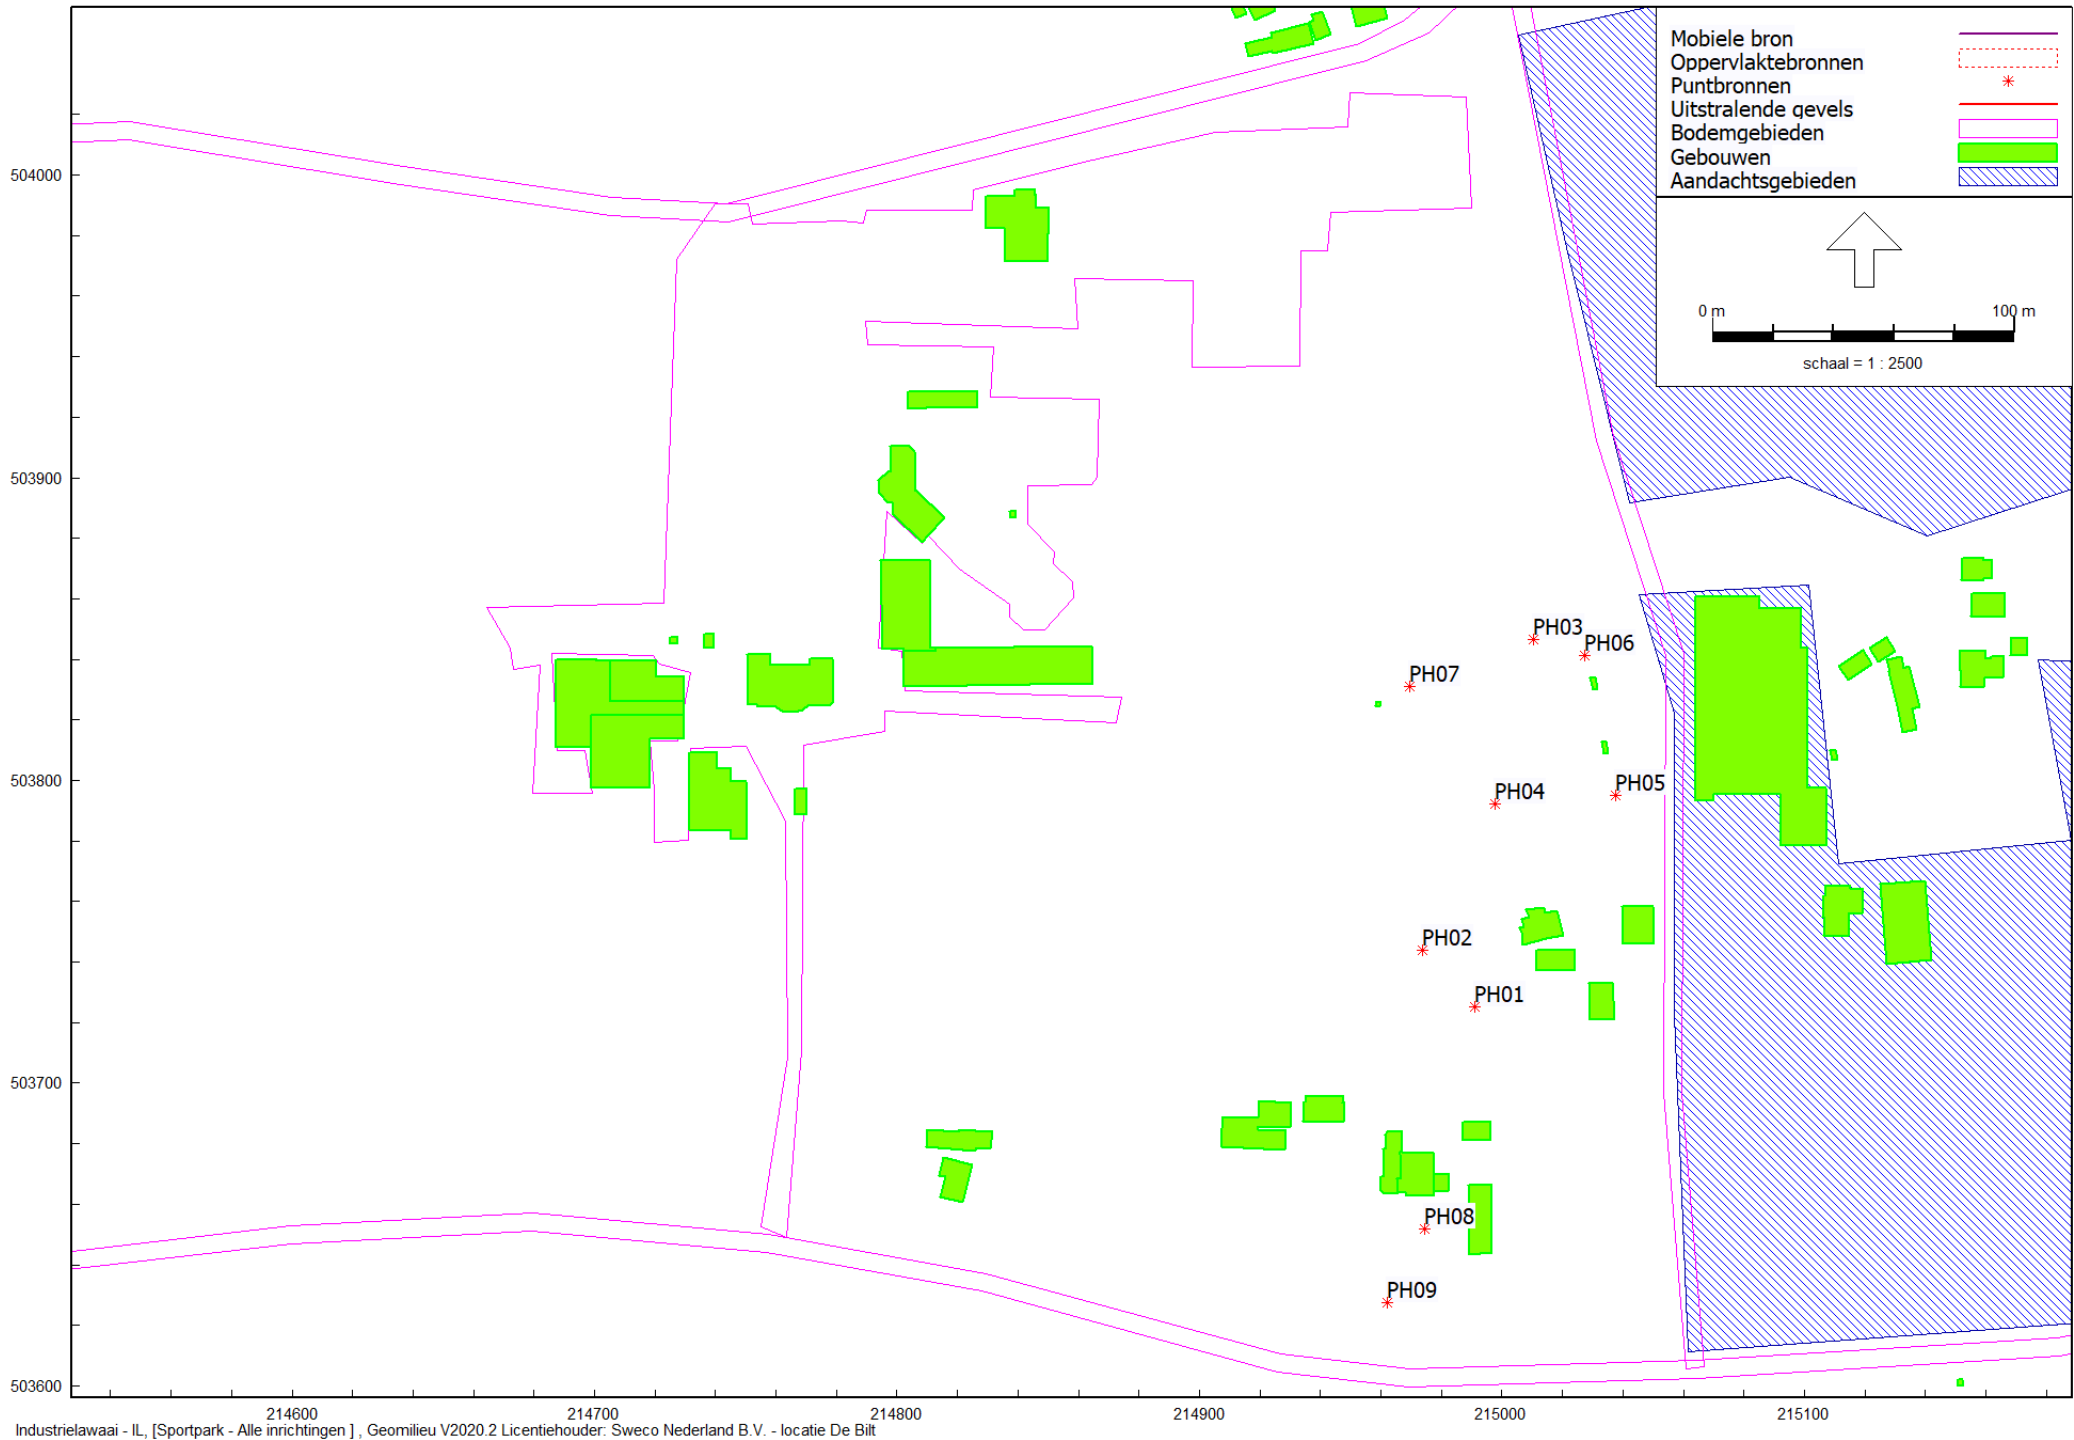 Mobiele bron
Oppervlaktebronnen
Puntbronnen
Uitstralende gevels
Bodemgebieden
Gebouwen
Aandachtsgebieden
504000
0 m 100 m
schaal = 1 : 2500
503900
PH03
PH06
PH07
503800
PH05
PH04
PH02
PH01
503700
PH08
PH09
503600
214600 214700 214800 214900 215000 215100
Industrielawaai - IL, [Sportpark - Alle inrichtingen ] , Geomilieu V2020.2 Licentiehouder: Sweco Nederland B.V. - locatie De Bilt